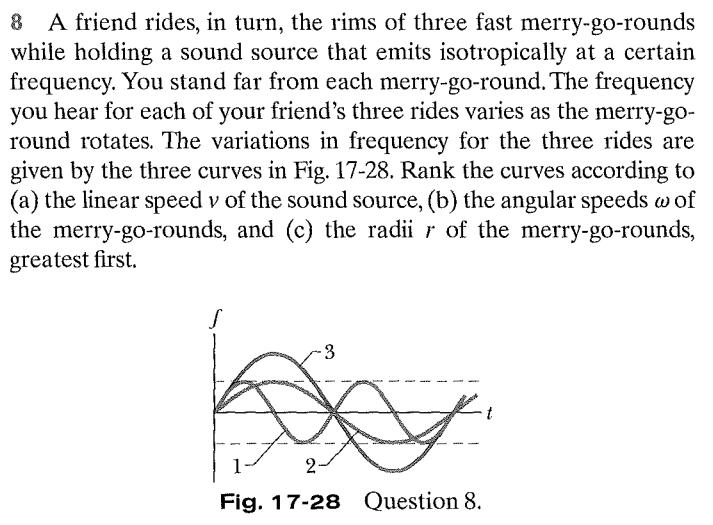 8 A friend rides, in turn, the rims of three fast merry-go-rounds
while holding a sound source that emits isotropically at a certain
frequency. You stand far from each merry-go-round. The frequency
you hear for each of your friend's three rides varies as the merry-go-
round rotates. The variations in frequency for the three rides are
given by the three curves in Fig. 17-28. Rank the curves according to
(a) the linear speed v of the sound source, (b) the angular speeds ω of
the merry-go-rounds, and (c) the radii r of the merry-go-rounds,
greatest first.
f
3
t
1
2
Fig. 17-28 Question 8.